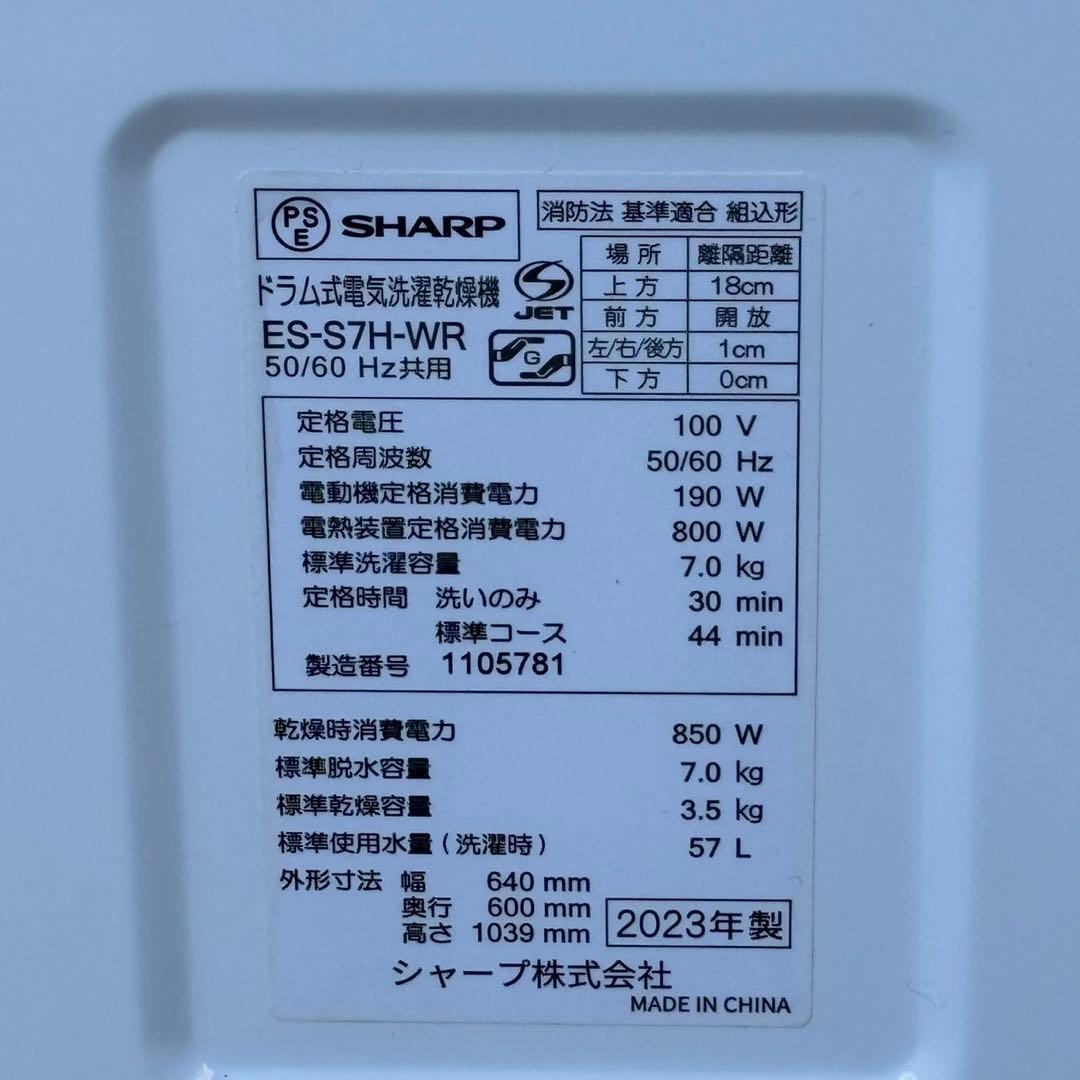 PSE SHARP
消防法 基準適合 組込形
場所 離隔距離
上方 18cm
前方 開放
左/右/後方 1cm
下方 0cm
ドラム式電気洗濯乾燥機
JET
ES-S7H-WR
G
50/60 Hz共用
定格電圧 100 V
定格周波数 50/60 Hz
電動機定格消費電力 190 W
電熱装置定格消費電力 800 W
標準洗濯容量 7.0 kg
定格時間 洗いのみ 30 min
標準コース 44 min
製造番号 1105781
乾燥時消費電力 850 W
標準脱水容量 7.0 kg
標準乾燥容量 3.5 kg
標準使用水量(洗濯時) 57 L
外形寸法 幅 640 mm
奥行 600 mm
高さ 1039 mm
2023年製
シャープ株式会社
MADE IN CHINA